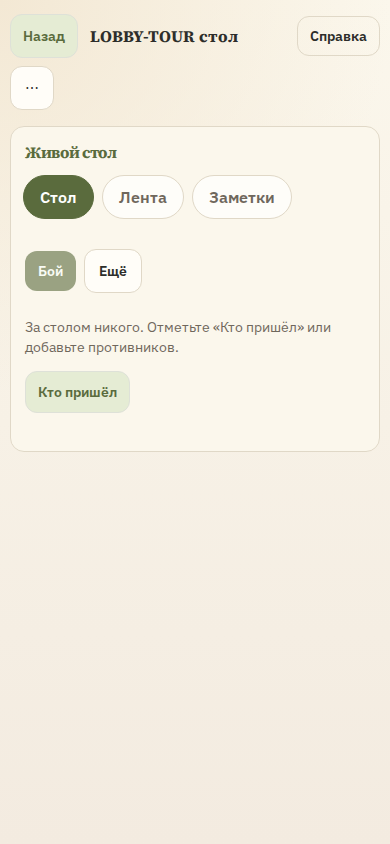 Назад
LOBBY-TOUR стол
Справка
...
Живой стол
Стол
Лента
Заметки
Бой
Ещё
За столом никого. Отметьте «Кто пришёл» или
добавьте противников.
Кто пришёл